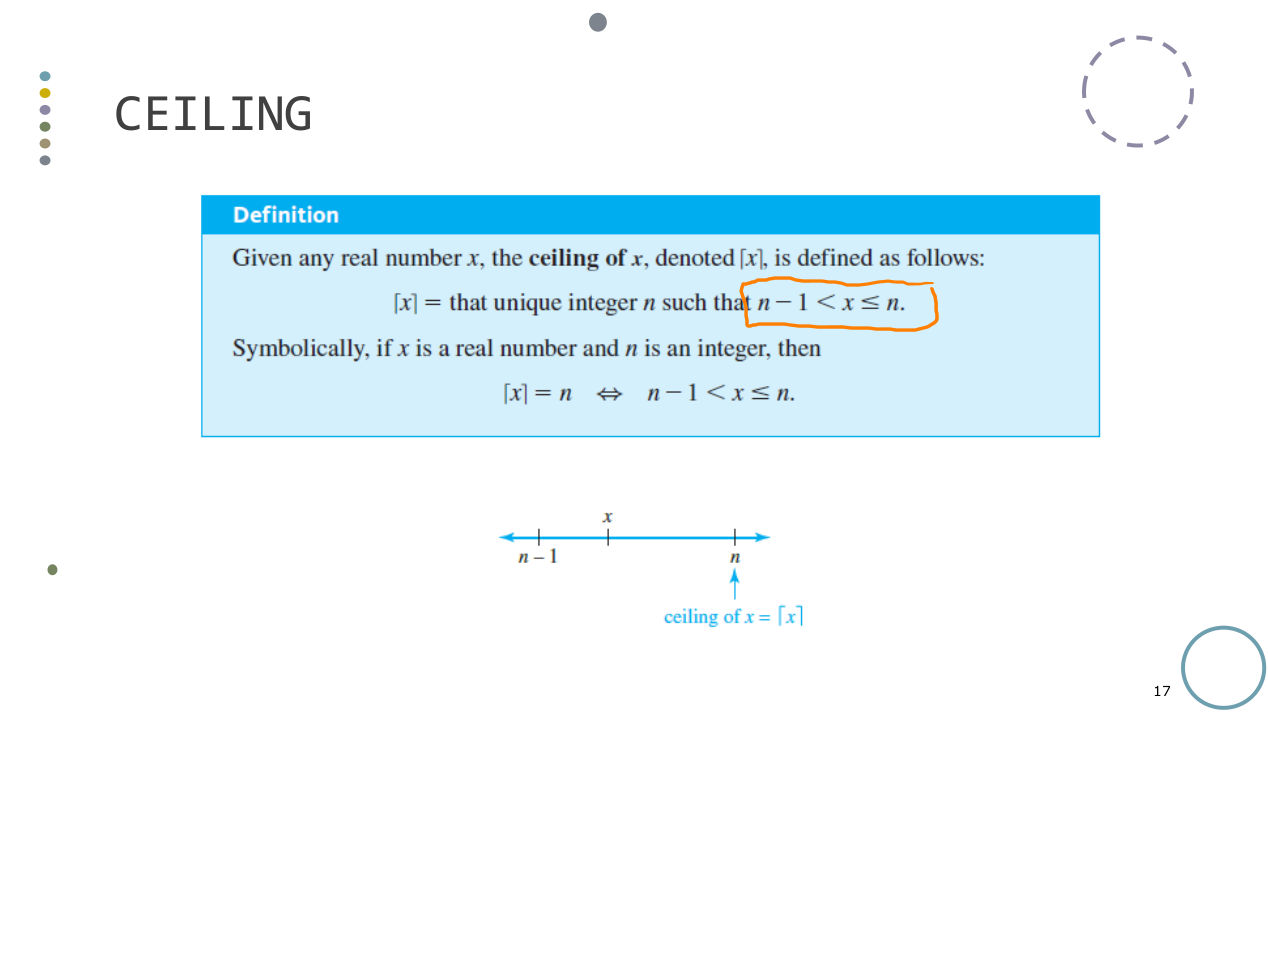 CEILING
Definition
Given any real number x, the ceiling of x, denoted ⌈x⌉, is defined as follows:
⌈x⌉ = that unique integer n such that n − 1 < x ≤ n.
Symbolically, if x is a real number and n is an integer, then
⌈x⌉ = n ⇔ n − 1 < x ≤ n.
x
n − 1 n
ceiling of x = ⌈x⌉
17